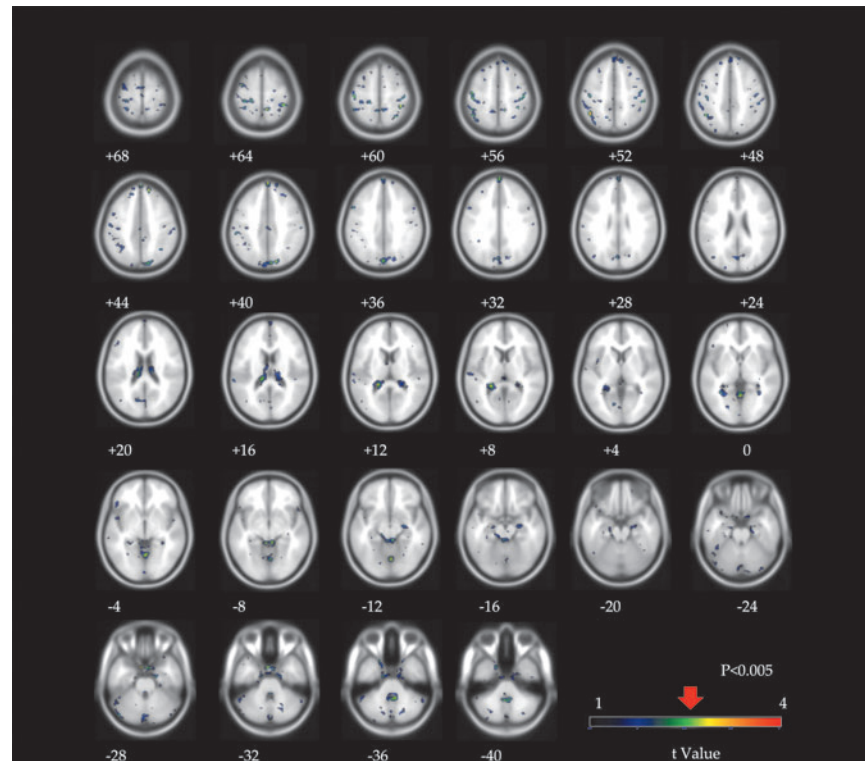 +68 +64 +60 +56 +52 +48
+44 +40 +36 +32 +28 +24
+20 +16 +12 +8 +4 0
-4 -8 -12 -16 -20 -24
P<0.005
1 4
-28 -32 -36 -40 t Value